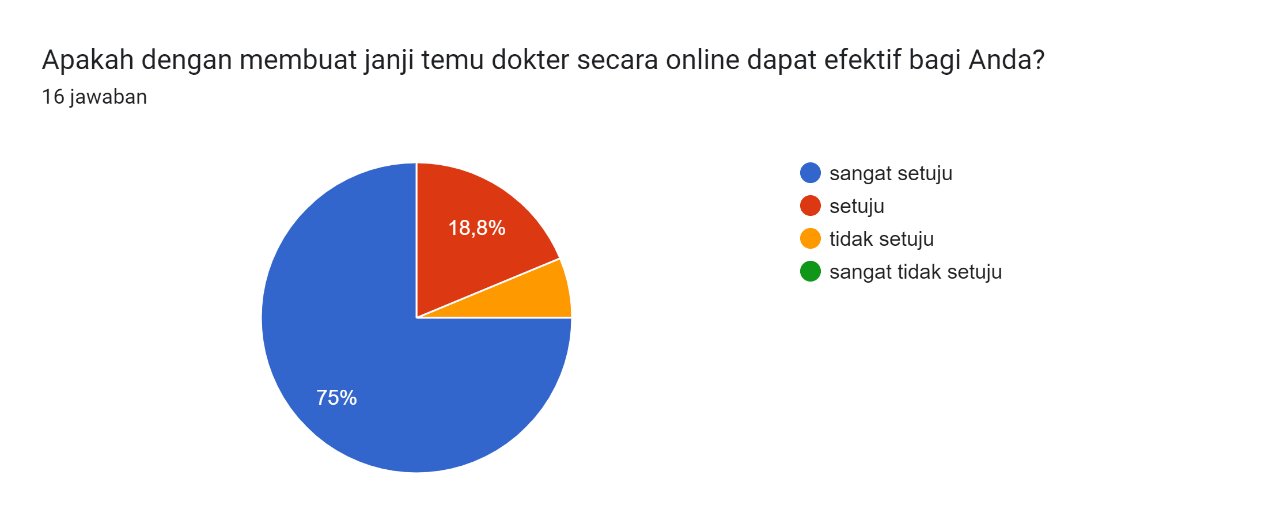 Apakah dengan membuat janji temu dokter secara online dapat efektif bagi Anda?
16 jawaban
18,8%
75%
sangat setuju
setuju
tidak setuju
sangat tidak setuju